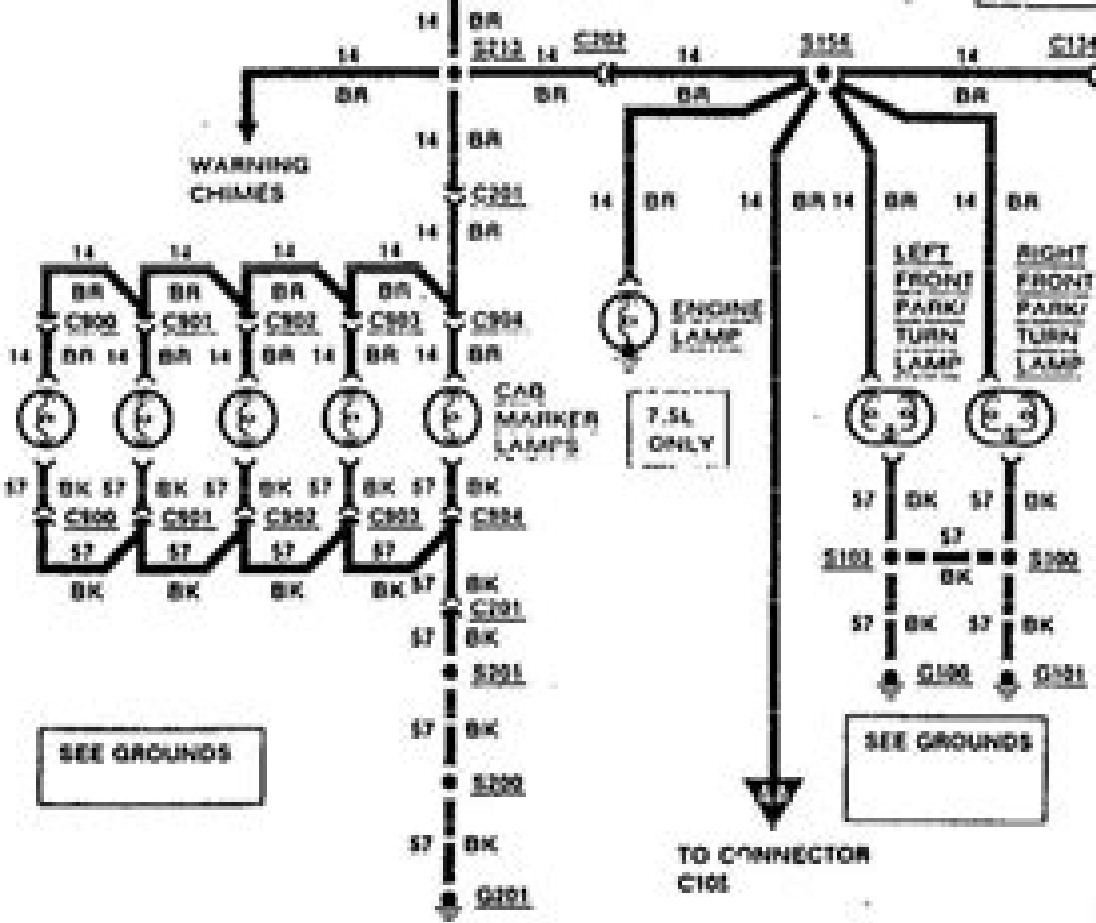 14 BR
S213 C202 S155 C134
14 14 14 14
BR BR BR BR
WARNING
CHIMES
14 BR
C201
14 BR
14 BR 14 BR 14 BR 14 BR
LEFT
FRONT
PARK/
TURN
LAMP
RIGHT
FRONT
PARK/
TURN
LAMP
ENGINE
LAMP
7.5L
ONLY
14 14 14 14
BR BR BR BR
C900 C901 C902 C903 C904
14 BR 14 BR 14 BR 14 BR 14 BR
CAB
MARKER
LAMPS
57 BK 57 BK 57 BK 57 BK 57 BK
C900 C901 C902 C903 C904
57 57 57 57
BK BK BK BK
57 BK
C201
57 BK
S201
57 BK
S200
57 BK
G201
57 BK 57 BK
S102 57 S100
BK
57 BK 57 BK
G100 G101
SEE GROUNDS
SEE GROUNDS
TO CONNECTOR
C105